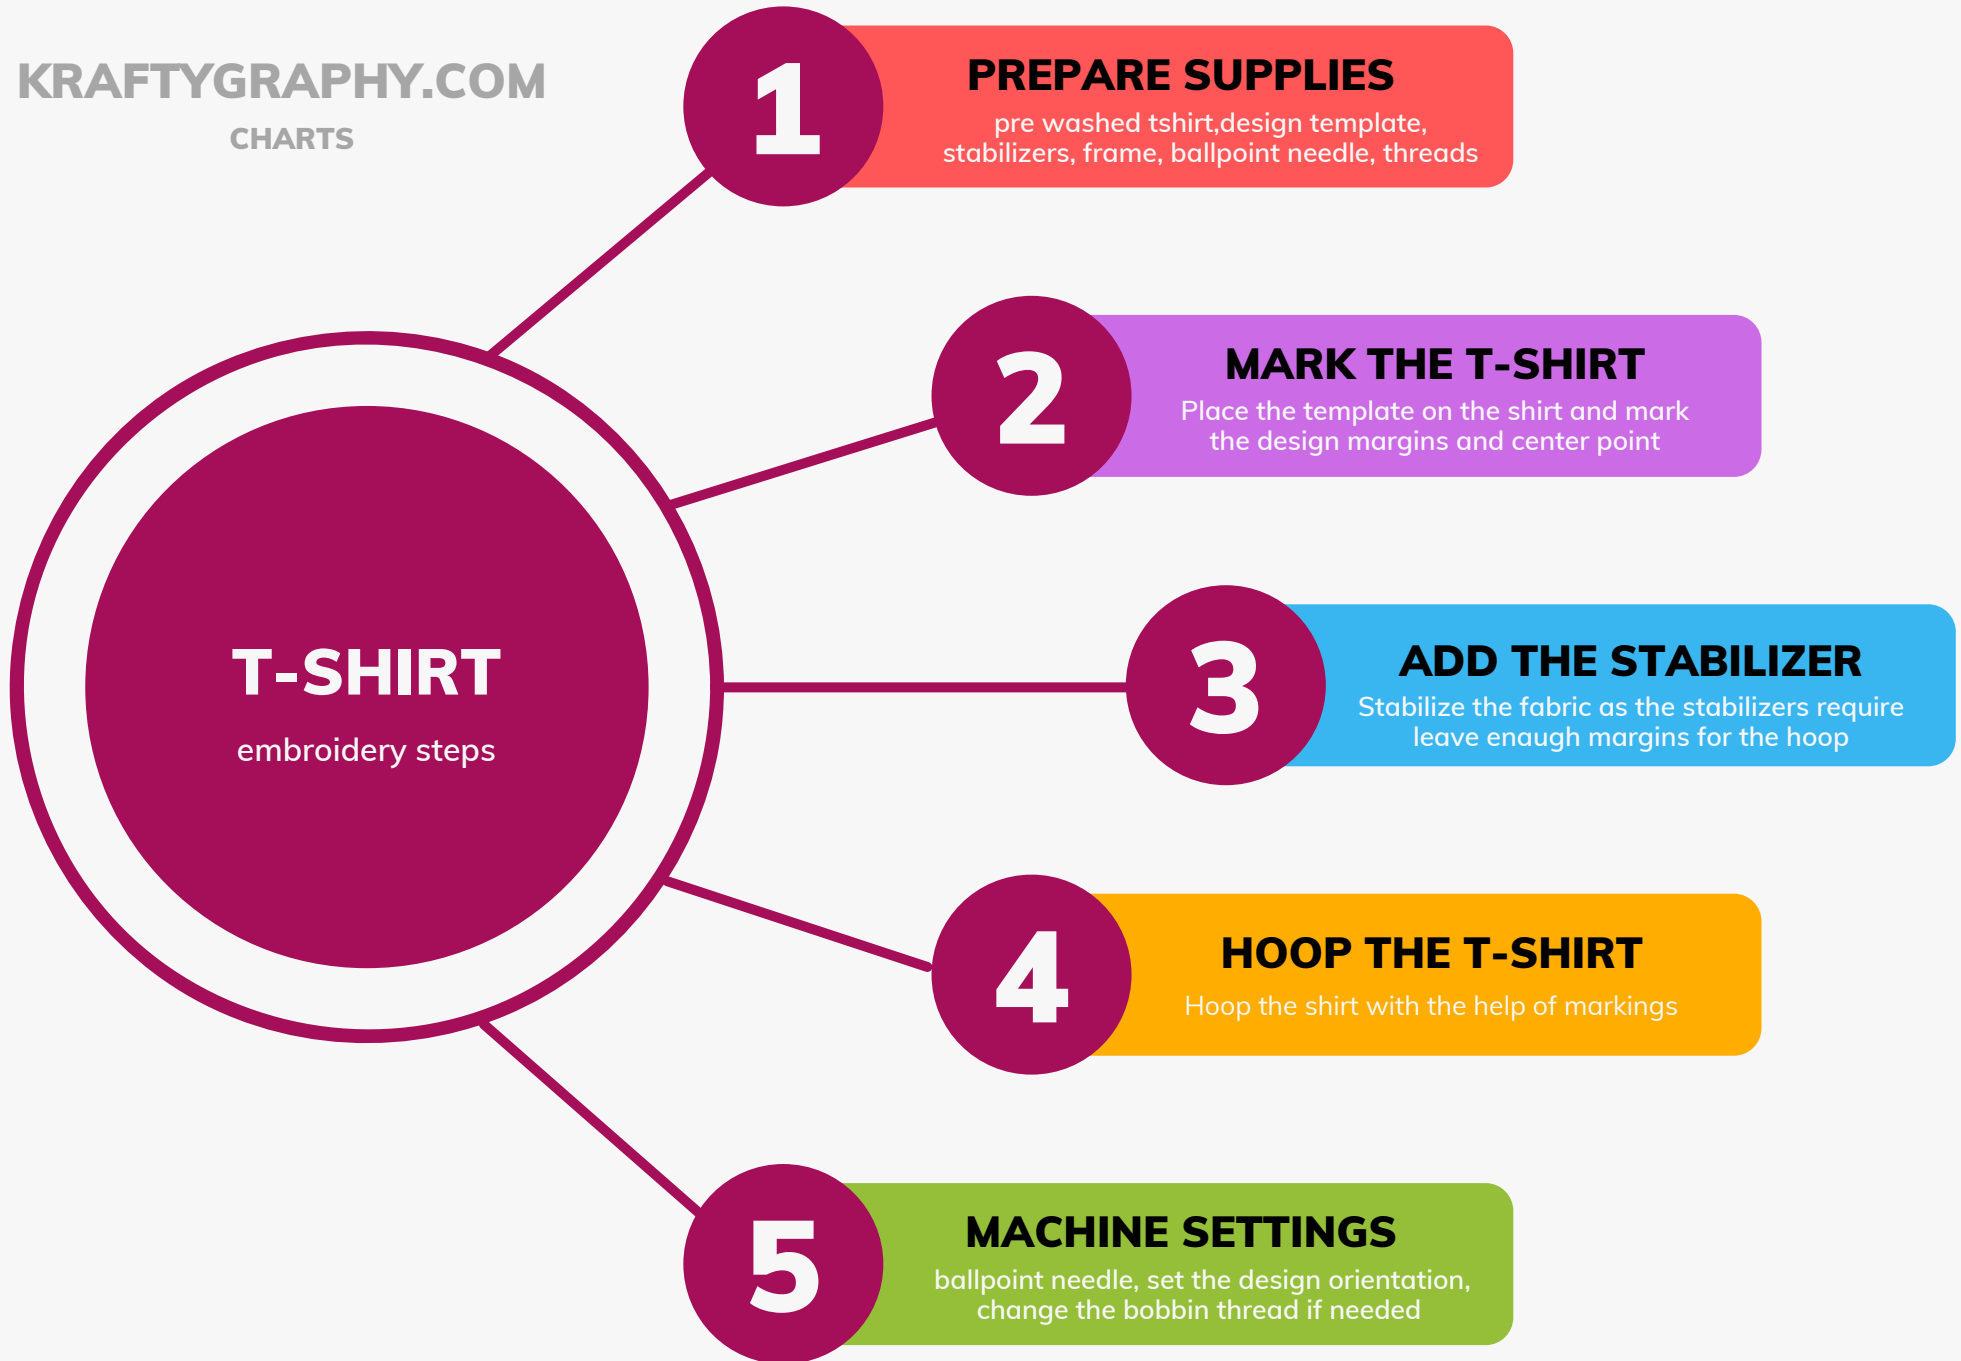 KRAFTYGRAPHY.COM
CHARTS
T-SHIRT
embroidery steps
1
PREPARE SUPPLIES
pre washed tshirt,design template,
stabilizers, frame, ballpoint needle, threads
2
MARK THE T-SHIRT
Place the template on the shirt and mark
the design margins and center point
3
ADD THE STABILIZER
Stabilize the fabric as the stabilizers require
leave enaugh margins for the hoop
4
HOOP THE T-SHIRT
Hoop the shirt with the help of markings
5
MACHINE SETTINGS
ballpoint needle, set the design orientation,
change the bobbin thread if needed